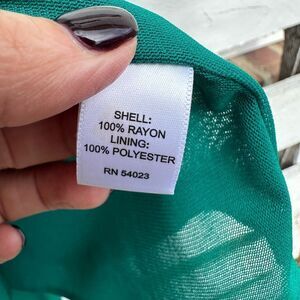 SHELL:
100% RAYON
LINING:
100% POLYESTER
RN 54023